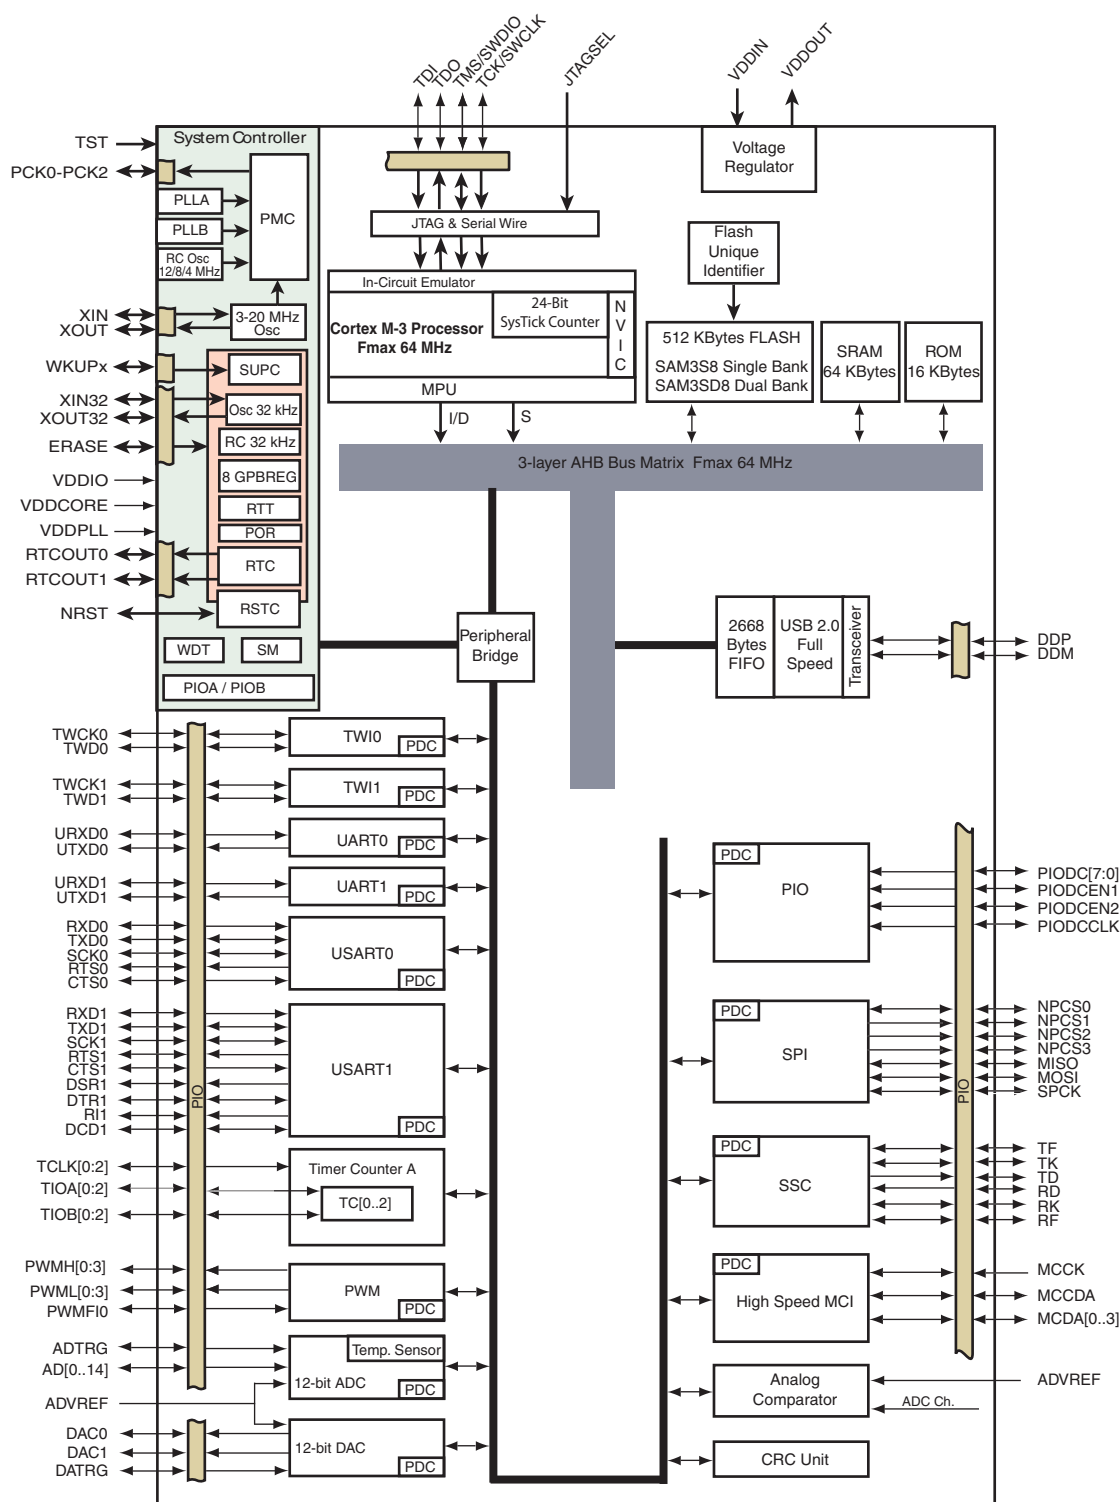 TDI
TDO
TMS/SWDIO
TCK/SWCLK
JTAGSEL
VDDIN
VDDOUT
System Controller
TST
PCK0-PCK2
PLLA
PLLB
RC Osc
12/8/4 MHz
PMC
XIN
XOUT
3-20 MHz
Osc
WKUPx
SUPC
XIN32
XOUT32
Osc 32 kHz
ERASE
RC 32 kHz
8 GPBREG
VDDIO
RTT
VDDCORE
POR
VDDPLL
RTCOUT0
RTCOUT1
RTC
NRST
RSTC
WDT
SM
PIOA / PIOB
JTAG & Serial Wire
In-Circuit Emulator
24-Bit
SysTick Counter
Cortex M-3 Processor
Fmax 64 MHz
N
V
I
C
MPU
I/D
S
Voltage
Regulator
Flash
Unique
Identifier
512 KBytes FLASH
SAM3S8 Single Bank
SAM3SD8 Dual Bank
SRAM
64 KBytes
ROM
16 KBytes
3-layer AHB Bus Matrix Fmax 64 MHz
Peripheral
Bridge
2668
Bytes
FIFO
USB 2.0
Full
Speed
Transceiver
DDP
DDM
TWCK0
TWD0
TWI0
PDC
TWCK1
TWD1
TWI1
PDC
URXD0
UTXD0
UART0
PDC
URXD1
UTXD1
UART1
PDC
RXD0
TXD0
SCK0
RTS0
CTS0
USART0
PDC
RXD1
TXD1
SCK1
RTS1
CTS1
DSR1
DTR1
RI1
DCD1
PIO
USART1
PDC
TCLK[0:2]
TIOA[0:2]
TIOB[0:2]
Timer Counter A
TC[0..2]
PWMH[0:3]
PWML[0:3]
PWMFI0
PWM
PDC
ADTRG
AD[0..14]
ADVREF
Temp. Sensor
12-bit ADC
PDC
DAC0
DAC1
DATRG
12-bit DAC
PDC
PDC
PIO
PIODC[7:0]
PIODCEN1
PIODCEN2
PIODCCLK
PDC
SPI
NPCS0
NPCS1
NPCS2
NPCS3
MISO
MOSI
SPCK
PIO
PDC
SSC
TF
TK
TD
RD
RK
RF
PDC
High Speed MCI
MCCK
MCCDA
MCDA[0..3]
Analog
Comparator
ADVREF
ADC Ch.
CRC Unit